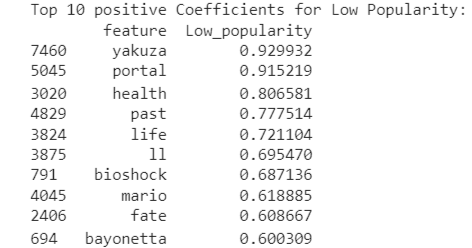 Top 10 positive Coefficients for Low Popularity:
feature Low_popularity
7460 yakuza 0.929932
5045 portal 0.915219
3020 health 0.806581
4829 past 0.777514
3824 life 0.721104
3875 ll 0.695470
791 bioshock 0.687136
4045 mario 0.618885
2406 fate 0.608667
694 bayonetta 0.600309